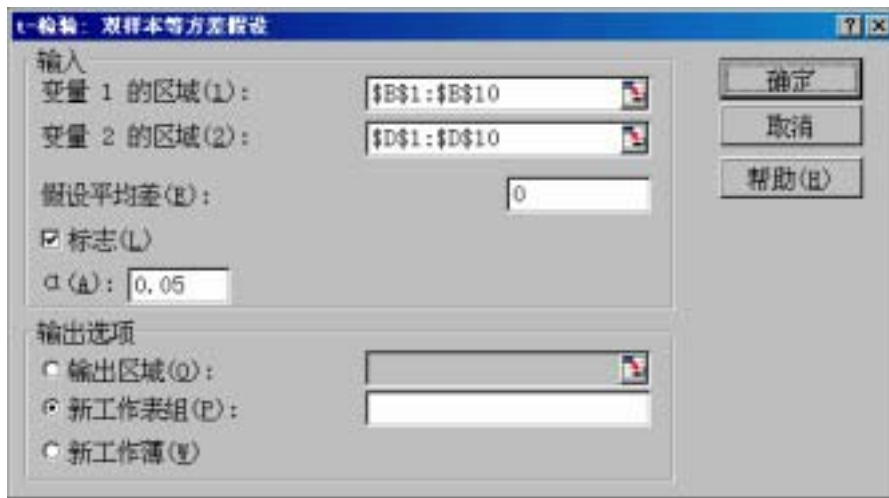 t-检验: 双样本等方差假设
输入
变量 1 的区域(1):
$B$1:$B$10
变量 2 的区域(2):
$D$1:$D$10
假设平均差(E):
0
标志(L)
α(A): 0.05
输出选项
输出区域(O):
新工作表组(P):
新工作薄(W)
确定
取消
帮助(H)